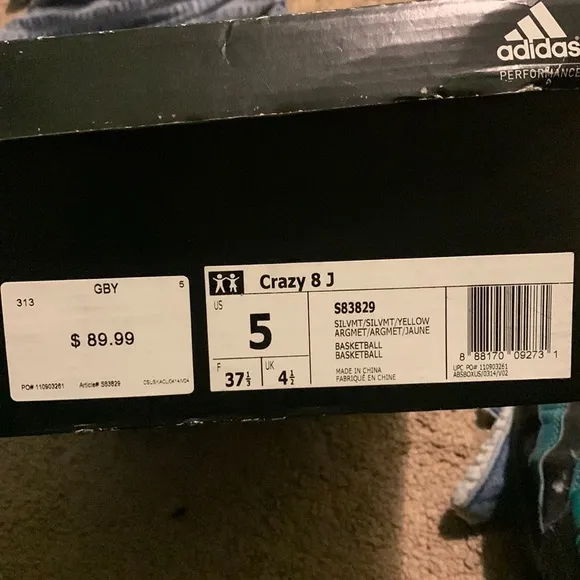 adidas
PERFORMANCE
313 GBY 5
$ 89.99
PO# 110903261 Article# S83829
Crazy 8 J
US
5
F
37⅓
UK
4½
S83829
SILVMT/SILVMT/YELLOW
ARGMET/ARGMET/JAUNE
BASKETBALL
BASKETBALL
MADE IN CHINA
FABRIQUÉ EN CHINE
8 88170 09273 1
UPC PO# 110903261